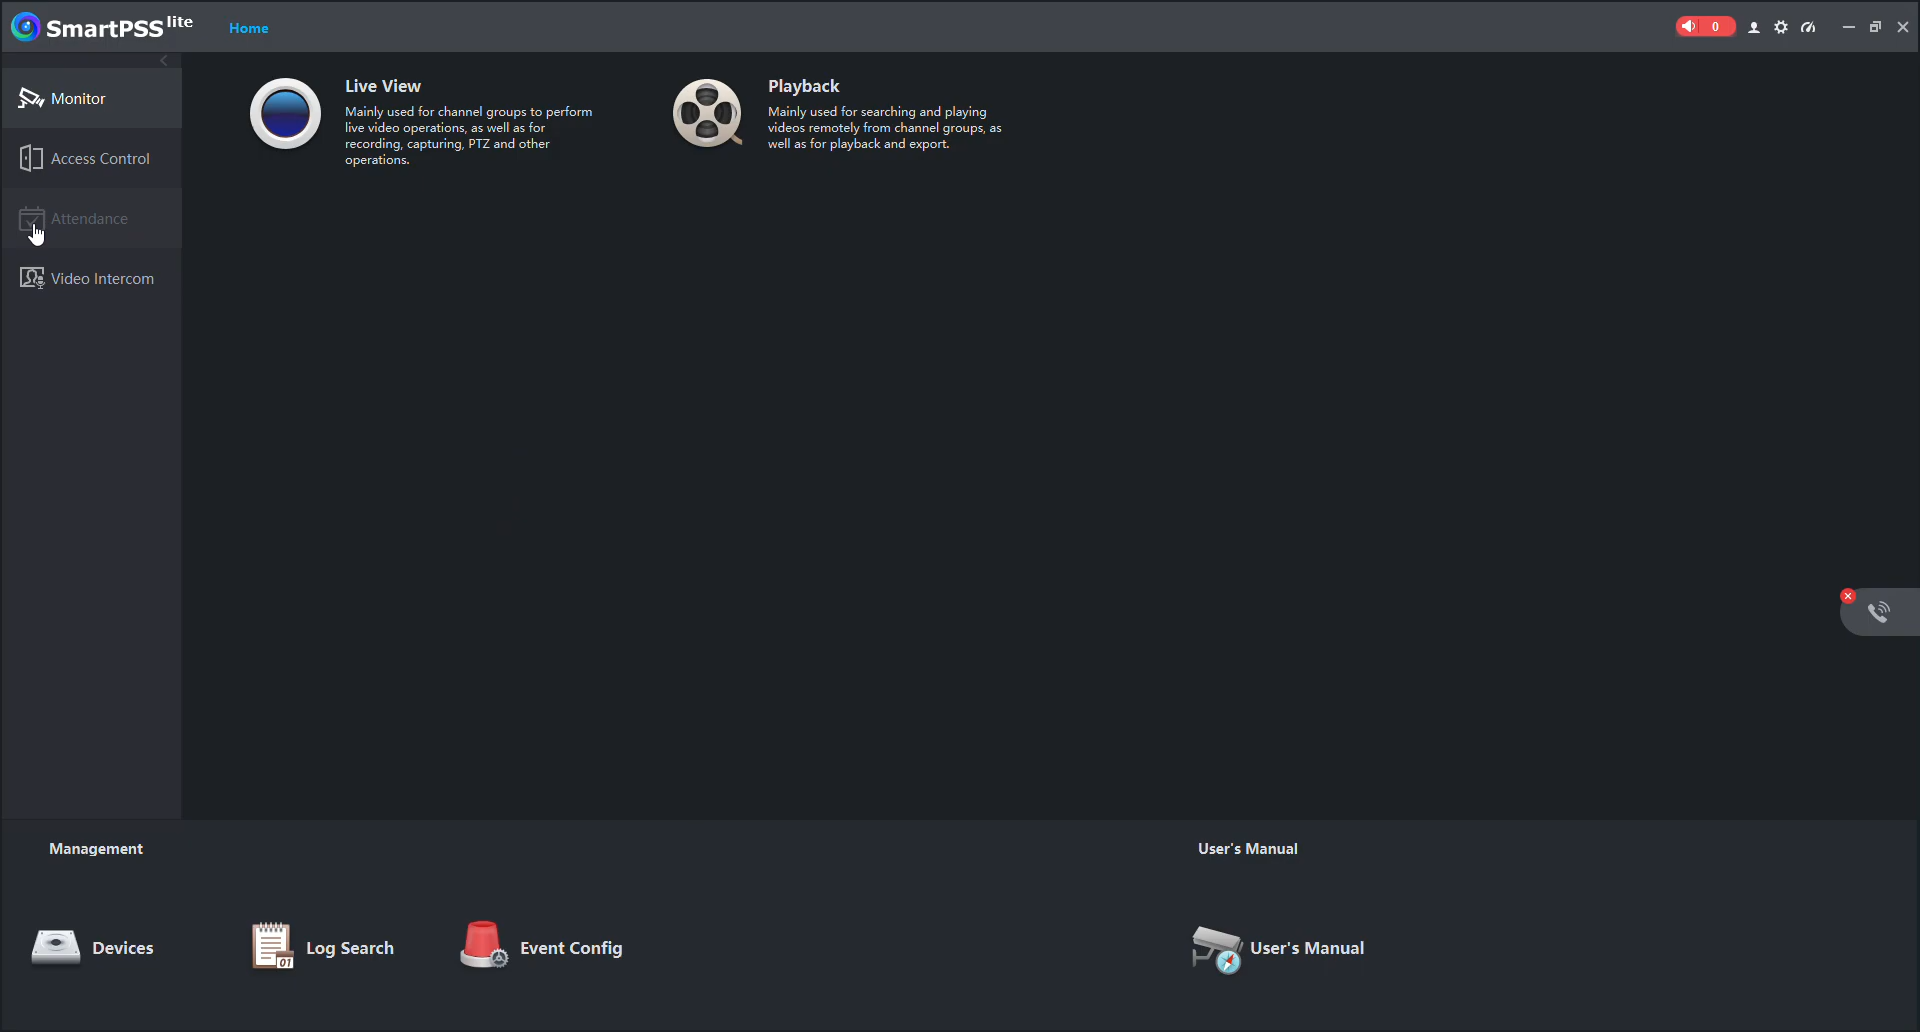 SmartPSS lite
Home
0
Monitor
Access Control
Attendance
Video Intercom
Live View
Mainly used for channel groups to perform
live video operations, as well as for
recording, capturing, PTZ and other
operations.
Playback
Mainly used for searching and playing
videos remotely from channel groups, as
well as for playback and export.
Management
Devices
Log Search
01
Event Config
User's Manual
User's Manual